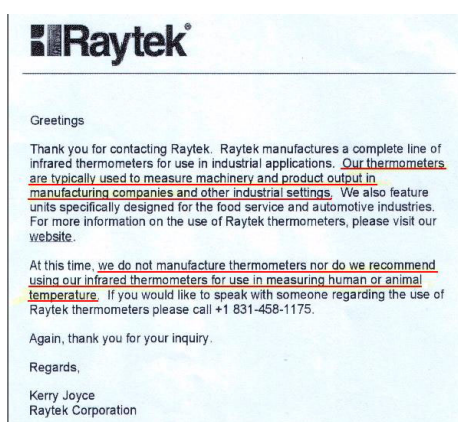 Raytek®
Greetings
Thank you for contacting Raytek. Raytek manufactures a complete line of
infrared thermometers for use in industrial applications. Our thermometers
are typically used to measure machinery and product output in
manufacturing companies and other industrial settings. We also feature
units specifically designed for the food service and automotive industries.
For more information on the use of Raytek thermometers, please visit our
website.
At this time, we do not manufacture thermometers nor do we recommend
using our infrared thermometers for use in measuring human or animal
temperature. If you would like to speak with someone regarding the use of
Raytek thermometers please call +1 831-458-1175.
Again, thank you for your inquiry.
Regards,
Kerry Joyce
Raytek Corporation